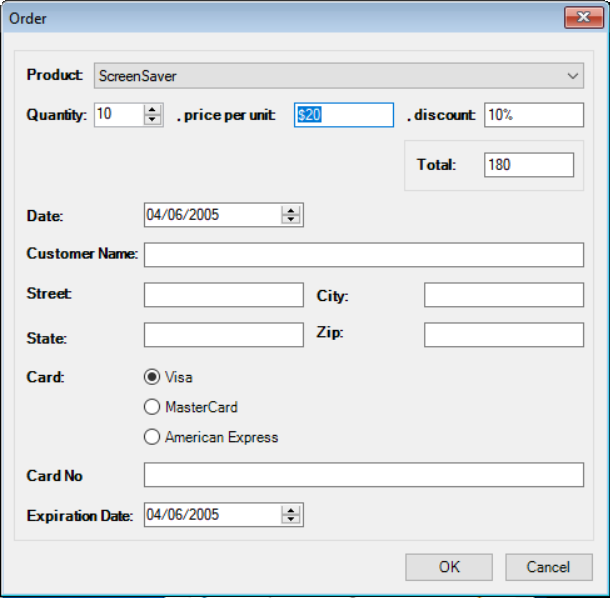 Order
Product: ScreenSaver
Quantity: 10 , price per unit: $20 , discount: 10%
Total: 180
Date: 04/06/2005
Customer Name:
Street: City:
State: Zip:
Card: Visa
MasterCard
American Express
Card No
Expiration Date: 04/06/2005
OK Cancel